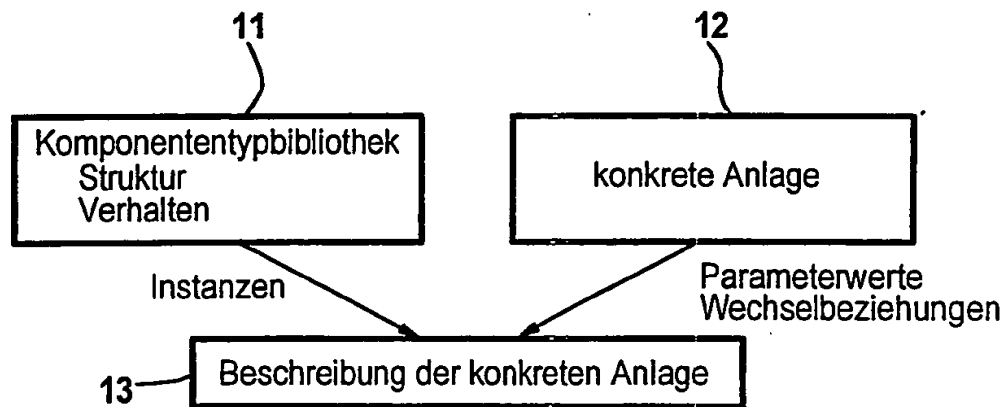 11
12
Komponententypbibliothek
Struktur
Verhalten
konkrete Anlage
Instanzen
Parameterwerte
Wechselbeziehungen
13
Beschreibung der konkreten Anlage